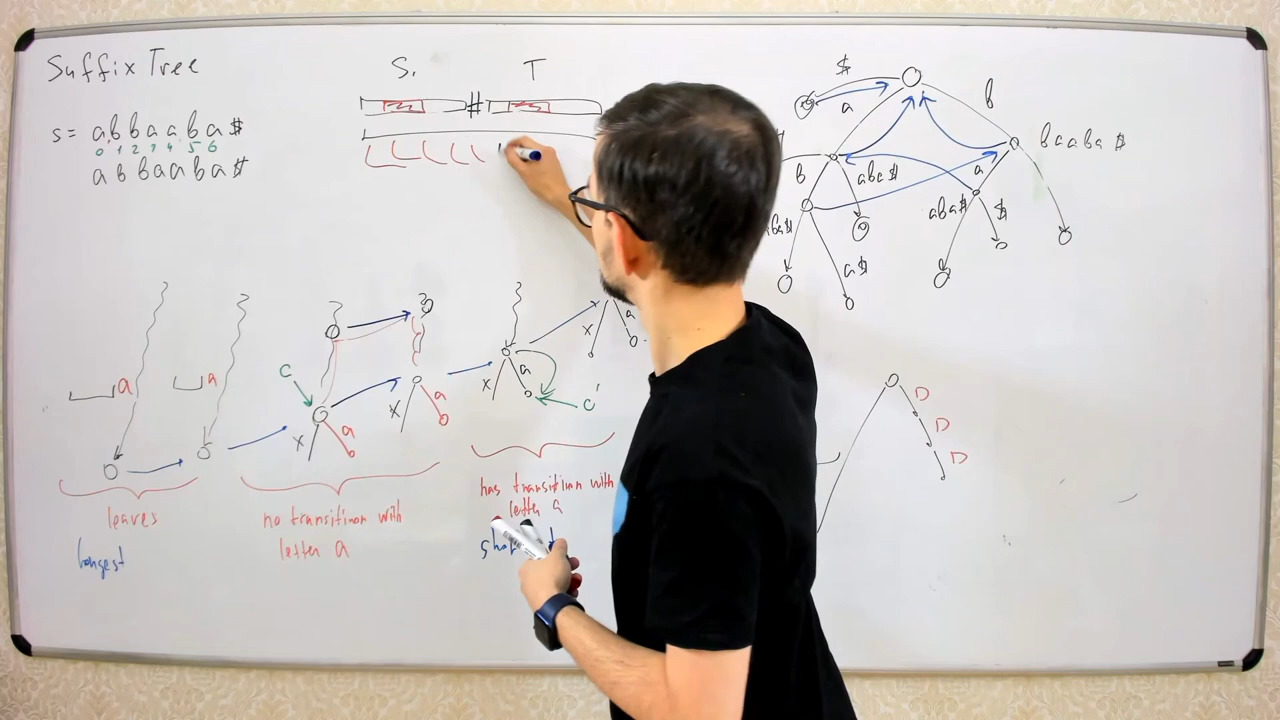 Suffix Tree
s = abbaaba$
0 1 2 3 4 5 6
abbaaba$
S. T
#
$
a
b
b
abc$
a
bcaba$
aba$
$
ba$
a$
a
a
c
x
a
x
a
x
a
c'
x
a
D
D
D
leaves
no transition with
letter a
has transition with
letter a
longest